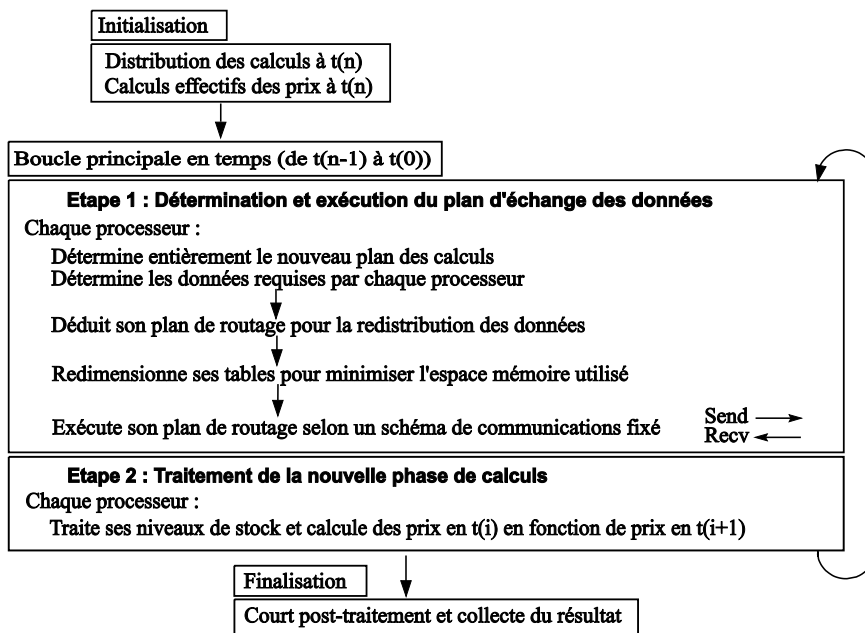 Initialisation
Distribution des calculs à t(n)
Calculs effectifs des prix à t(n)
Boucle principale en temps (de t(n-1) à t(0))
Etape 1 : Détermination et exécution du plan d'échange des données
Chaque processeur :
Détermine entièrement le nouveau plan des calculs
Détermine les données requises par chaque processeur
Déduit son plan de routage pour la redistribution des données
Redimensionne ses tables pour minimiser l'espace mémoire utilisé
Exécute son plan de routage selon un schéma de communications fixé
Send
Recv
Etape 2 : Traitement de la nouvelle phase de calculs
Chaque processeur :
Traite ses niveaux de stock et calcule des prix en t(i) en fonction de prix en t(i+1)
Finalisation
Court post-traitement et collecte du résultat